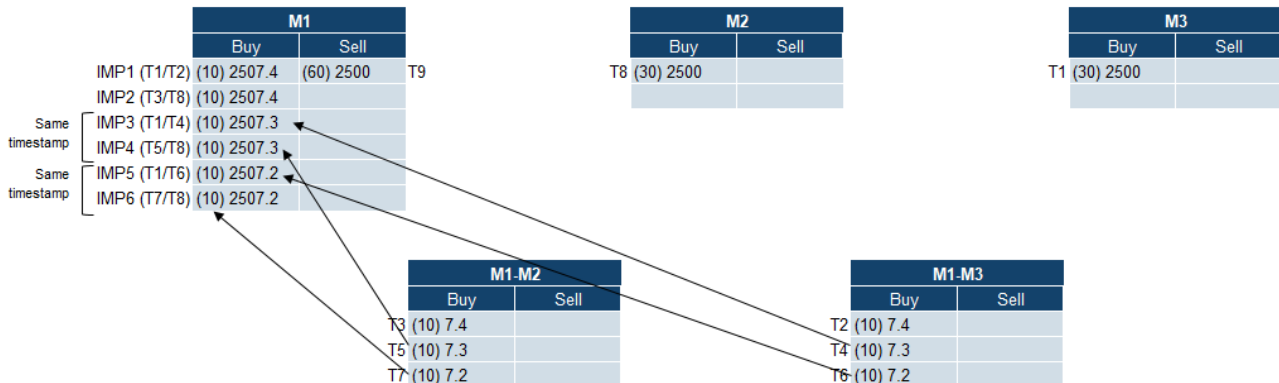 M1 M2 M3
Buy Sell Buy Sell Buy Sell
IMP1 (T1/T2) (10) 2507.4 (60) 2500 T9 T8 (30) 2500 T1 (30) 2500
IMP2 (T3/T8) (10) 2507.4
Same timestamp IMP3 (T1/T4) (10) 2507.3
IMP4 (T5/T8) (10) 2507.3
Same timestamp IMP5 (T1/T6) (10) 2507.2
IMP6 (T7/T8) (10) 2507.2
M1-M2 M1-M3
Buy Sell Buy Sell
T3 (10) 7.4 T2 (10) 7.4
T5 (10) 7.3 T4 (10) 7.3
T7 (10) 7.2 T6 (10) 7.2